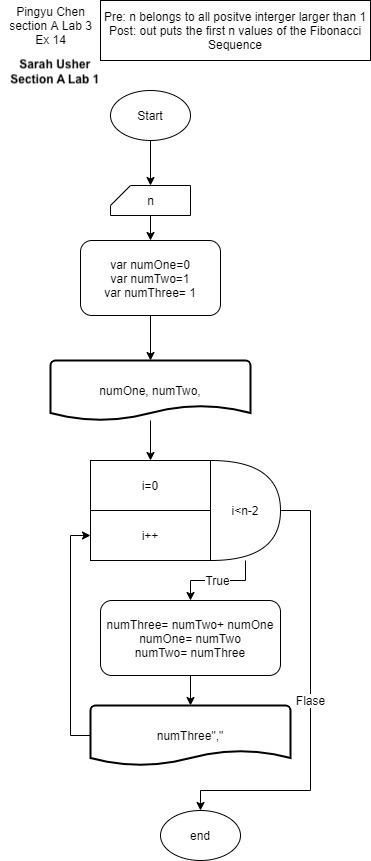 Pingyu Chen
section A Lab 3
Ex 14
Sarah Usher
Section A Lab 1
Pre: n belongs to all positve interger larger than 1
Post: out puts the first n values of the Fibonacci
Sequence
Start
n
var numOne=0
var numTwo=1
var numThree= 1
numOne, numTwo,
i=0
i<n-2
i++
True
numThree= numTwo+ numOne
numOne= numTwo
numTwo= numThree
Flase
numThree","
end